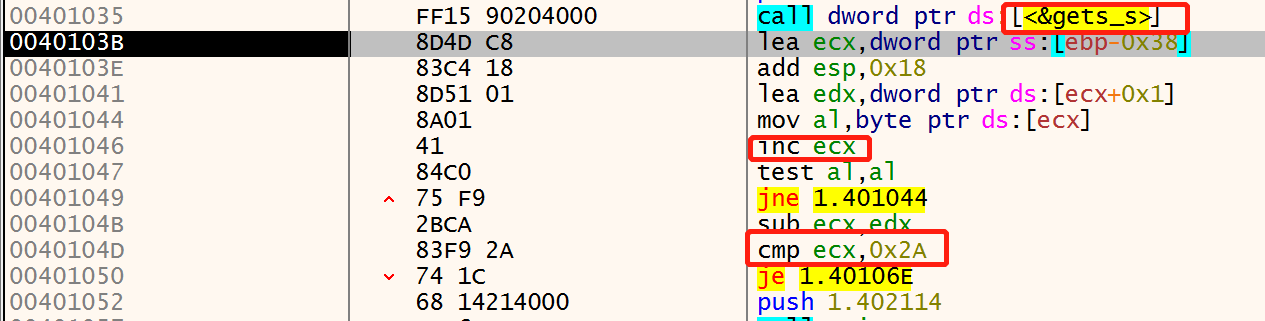 00401035 FF15 90204000 call dword ptr ds:[<&gets_s>]
0040103B 8D4D C8 lea ecx,dword ptr ss:[ebp-0x38]
0040103E 83C4 18 add esp,0x18
00401041 8D51 01 lea edx,dword ptr ds:[ecx+0x1]
00401044 8A01 mov al,byte ptr ds:[ecx]
00401046 41 inc ecx
00401047 84C0 test al,al
00401049 75 F9 jne 1.401044
0040104B 2BCA sub ecx,edx
0040104D 83F9 2A cmp ecx,0x2A
00401050 74 1C je 1.40106E
00401052 68 14214000 push 1.402114